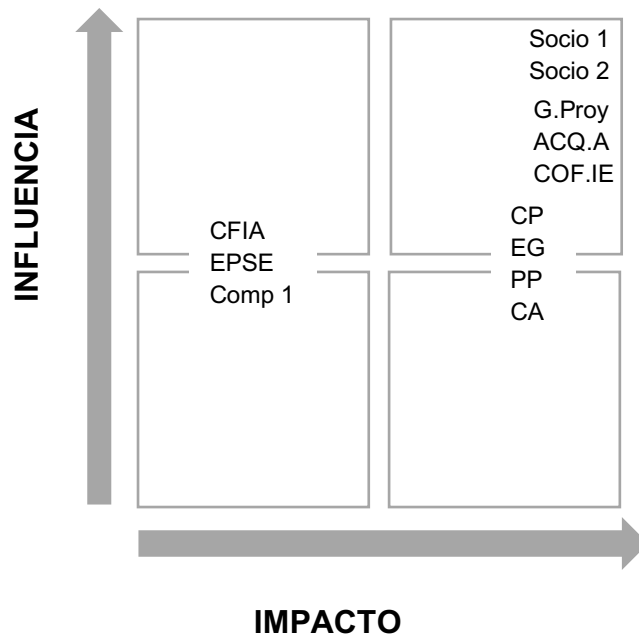 INFLUENCIA
Socio 1
Socio 2
G.Proy
ACQ.A
COF.IE
CFIA
EPSE
Comp 1
CP
EG
PP
CA
IMPACTO